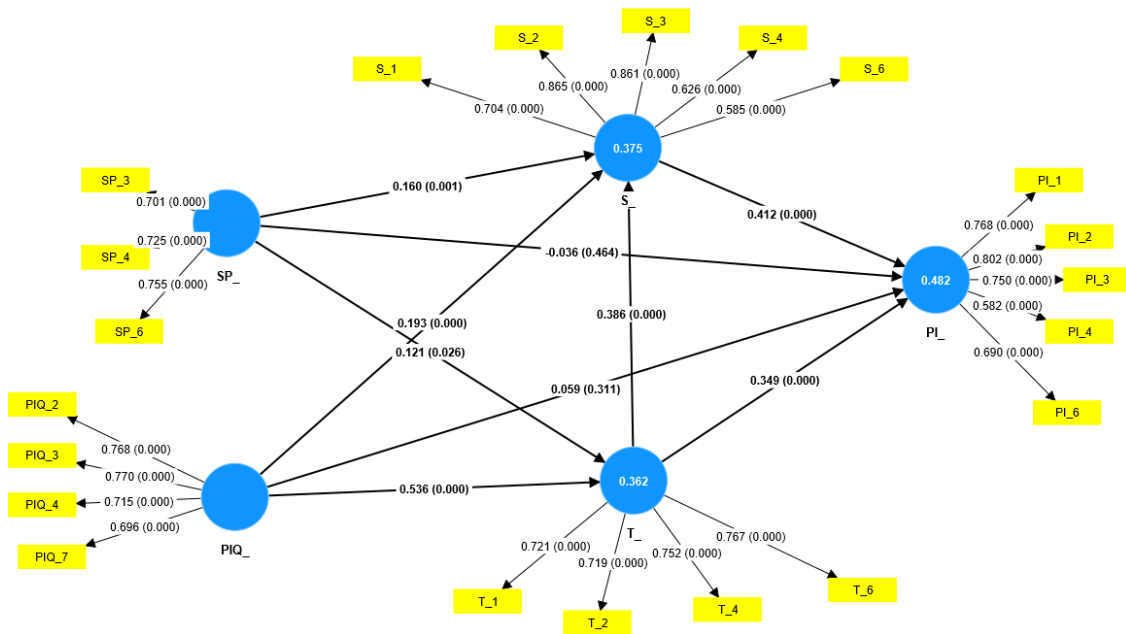 S_3
S_2
S_4
S_1
S_6
0.861 (0.000)
0.865 (0.000)
0.626 (0.000)
0.704 (0.000)
0.585 (0.000)
0.375
SP_3
0.701 (0.000)
0.725 (0.000)
SP_4
0.755 (0.000)
SP_
SP_6
0.160 (0.001)
S_
0.412 (0.000)
-0.036 (0.464)
PI_1
0.768 (0.000)
PI_2
0.802 (0.000)
0.750 (0.000)
PI_3
0.482
0.582 (0.000)
PI_4
PI_
0.690 (0.000)
PI_6
0.386 (0.000)
0.193 (0.000)
0.121 (0.026)
0.059 (0.311)
0.349 (0.000)
PIQ_2
0.768 (0.000)
PIQ_3
0.770 (0.000)
PIQ_4
0.715 (0.000)
0.696 (0.000)
PIQ_7
PIQ_
0.536 (0.000)
0.362
T_
0.721 (0.000)
0.719 (0.000)
0.752 (0.000)
0.767 (0.000)
T_1
T_2
T_4
T_6